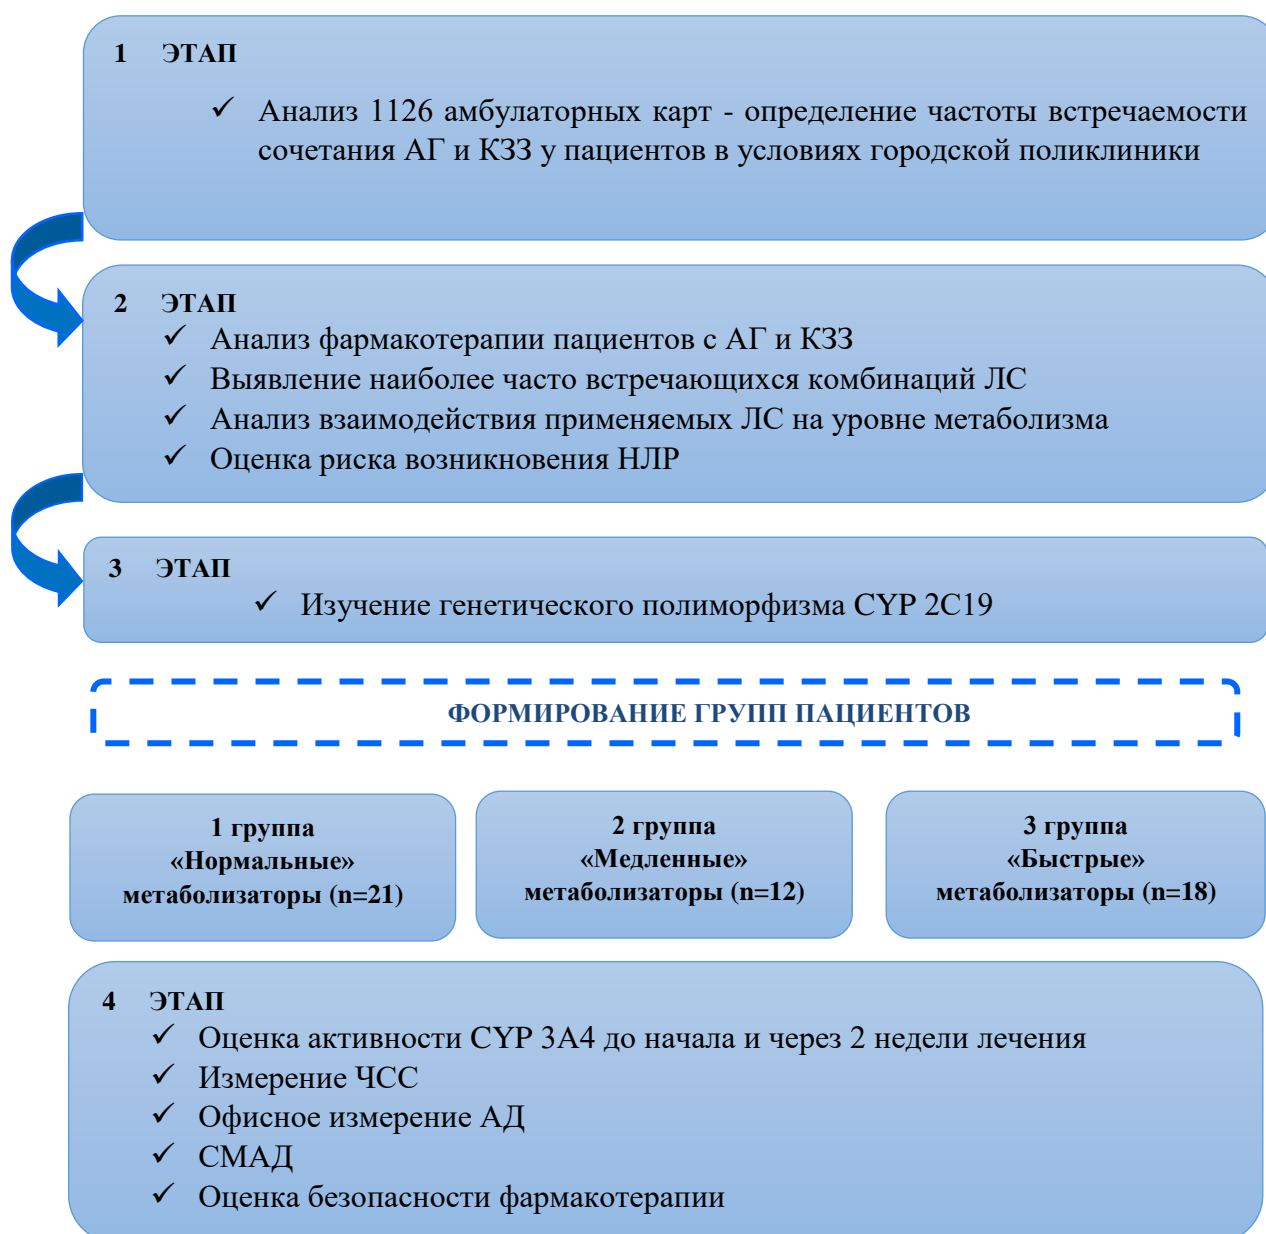 1 ЭТАП
✓ Анализ 1126 амбулаторных карт - определение частоты встречаемости
сочетания АГ и КЗЗ у пациентов в условиях городской поликлиники
2 ЭТАП
✓ Анализ фармакотерапии пациентов с АГ и КЗЗ
✓ Выявление наиболее часто встречающихся комбинаций ЛС
✓ Анализ взаимодействия применяемых ЛС на уровне метаболизма
✓ Оценка риска возникновения НЛР
3 ЭТАП
✓ Изучение генетического полиморфизма CYP 2C19
ФОРМИРОВАНИЕ ГРУПП ПАЦИЕНТОВ
1 группа
«Нормальные»
метаболизаторы (n=21)
2 группа
«Медленные»
метаболизаторы (n=12)
3 группа
«Быстрые»
метаболизаторы (n=18)
4 ЭТАП
✓ Оценка активности CYP 3A4 до начала и через 2 недели лечения
✓ Измерение ЧСС
✓ Офисное измерение АД
✓ СМАД
✓ Оценка безопасности фармакотерапии